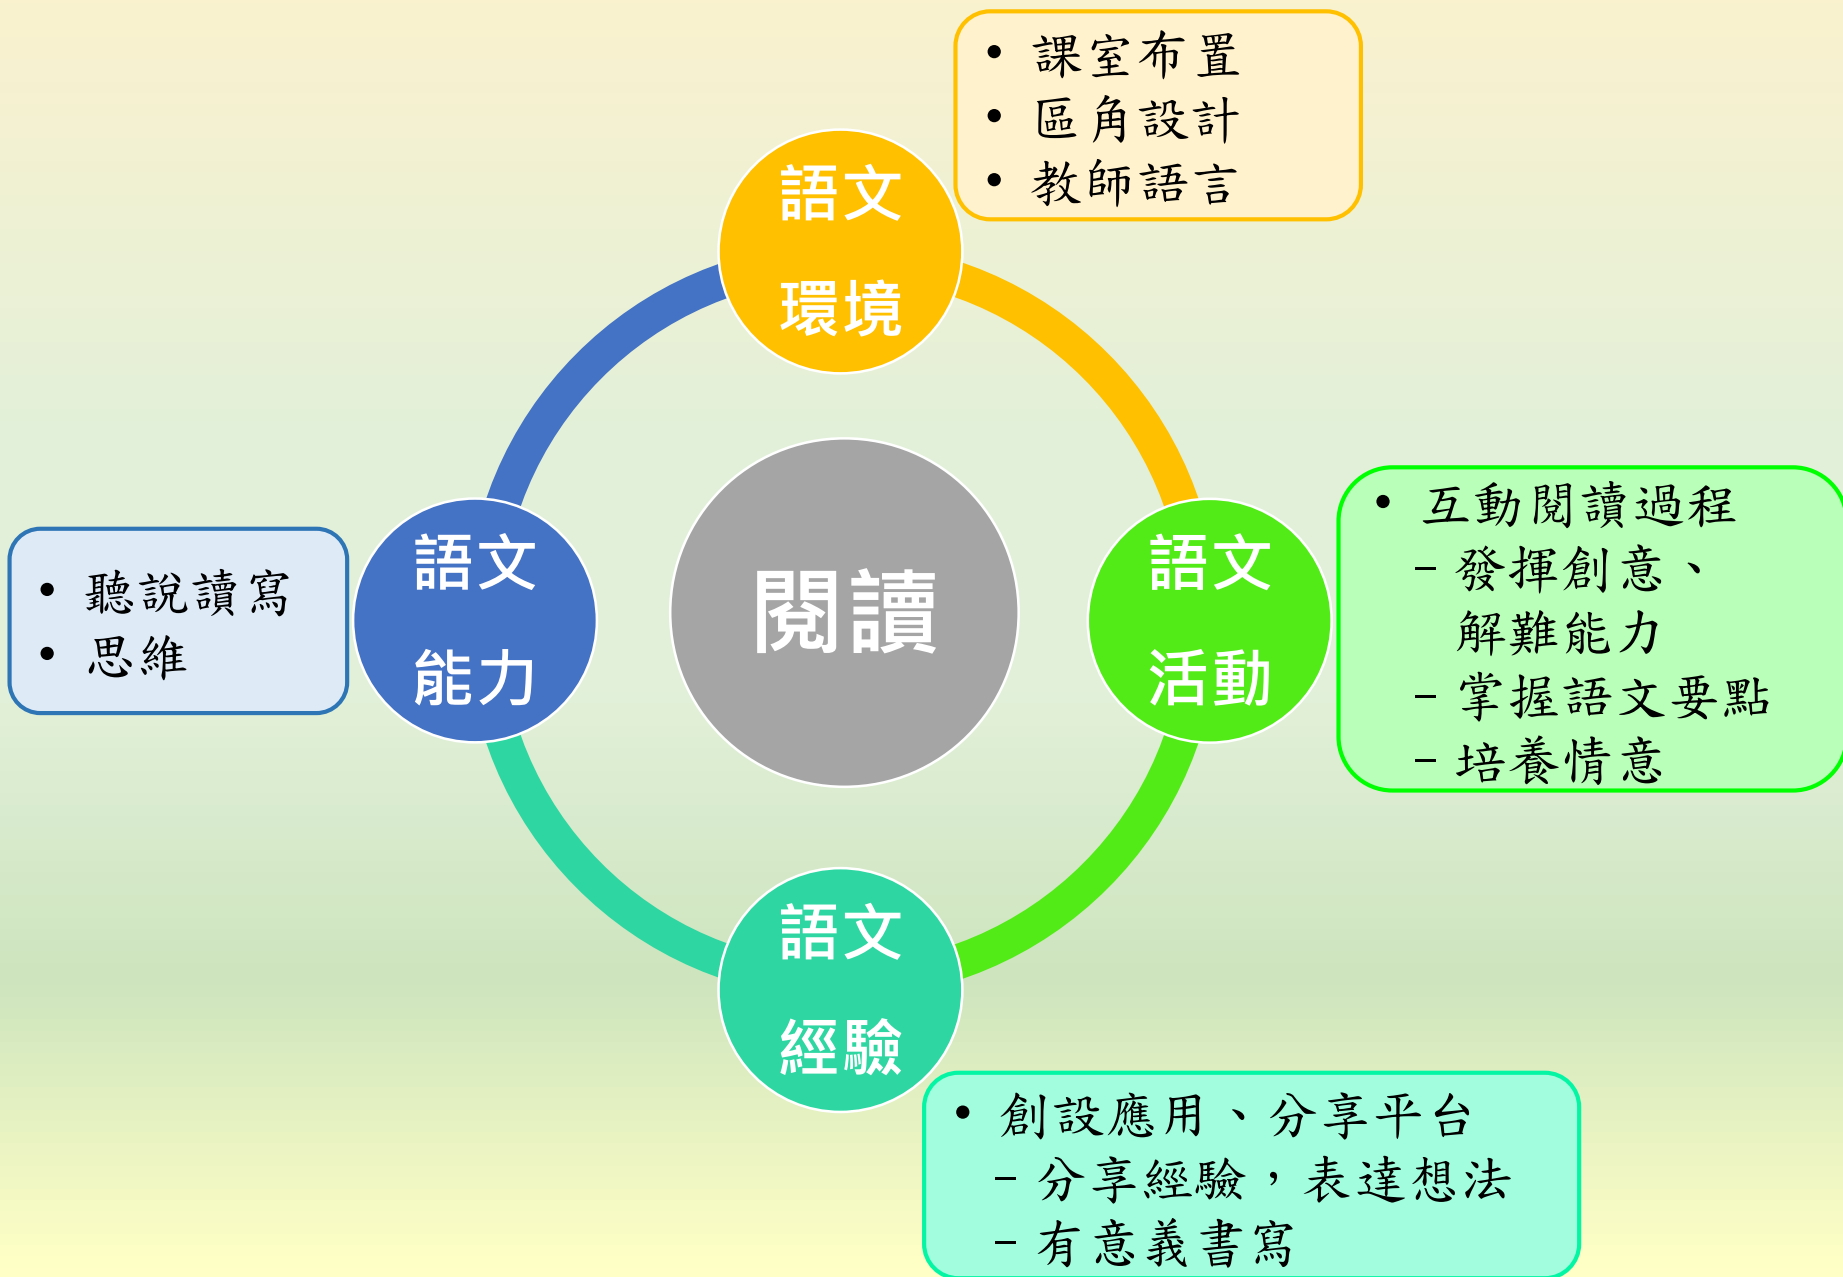 • 課室布置
• 區角設計
• 教師語言
語文
環境
• 互動閱讀過程
– 發揮創意、
解難能力
– 掌握語文要點
– 培養情意
語文
活動
閱讀
語文
能力
• 聽說讀寫
• 思維
語文
經驗
• 創設應用、分享平台
– 分享經驗，表達想法
– 有意義書寫